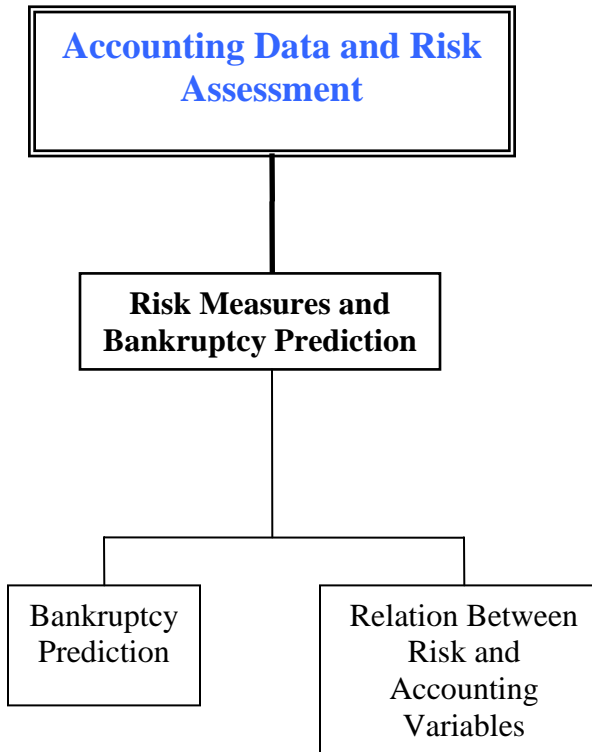 Accounting Data and Risk
Assessment
Risk Measures and
Bankruptcy Prediction
Bankruptcy
Prediction
Relation Between
Risk and
Accounting
Variables